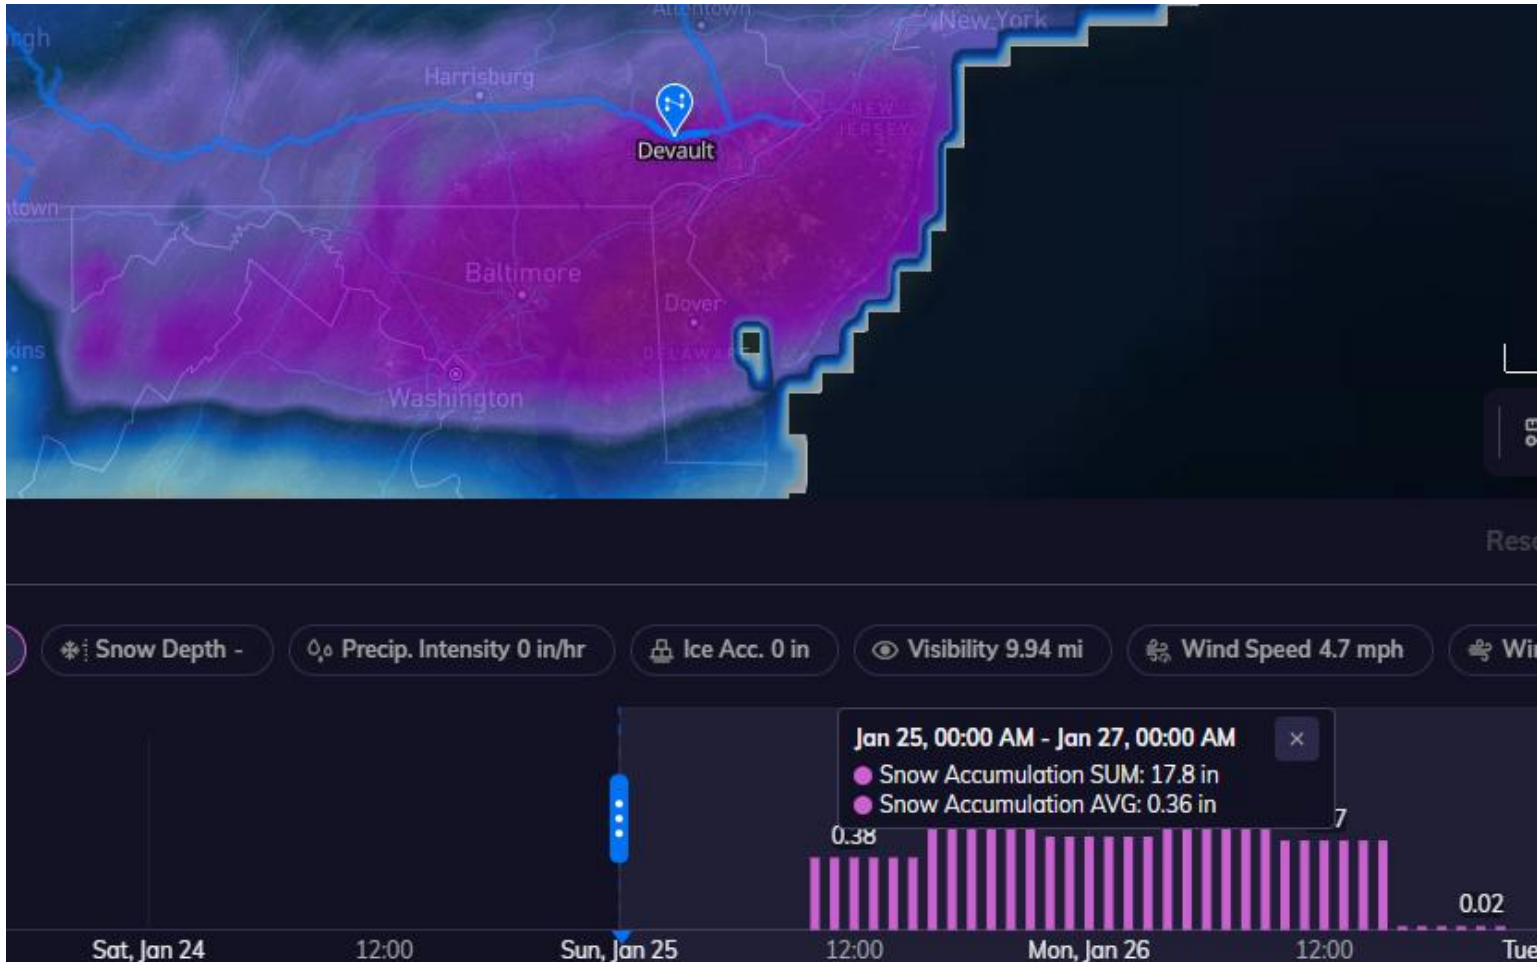 Allentown
New York
Harrisburg
NEW
JERSEY
Devault
Baltimore
Dover
DELAWARE
Washington
Snow Depth -
Precip. Intensity 0 in/hr
Ice Acc. 0 in
Visibility 9.94 mi
Wind Speed 4.7 mph
Jan 25, 00:00 AM - Jan 27, 00:00 AM
Snow Accumulation SUM: 17.8 in
Snow Accumulation AVG: 0.36 in
0.38
7
0.02
Sat, Jan 24
12:00
Sun, Jan 25
12:00
Mon, Jan 26
12:00
Tue